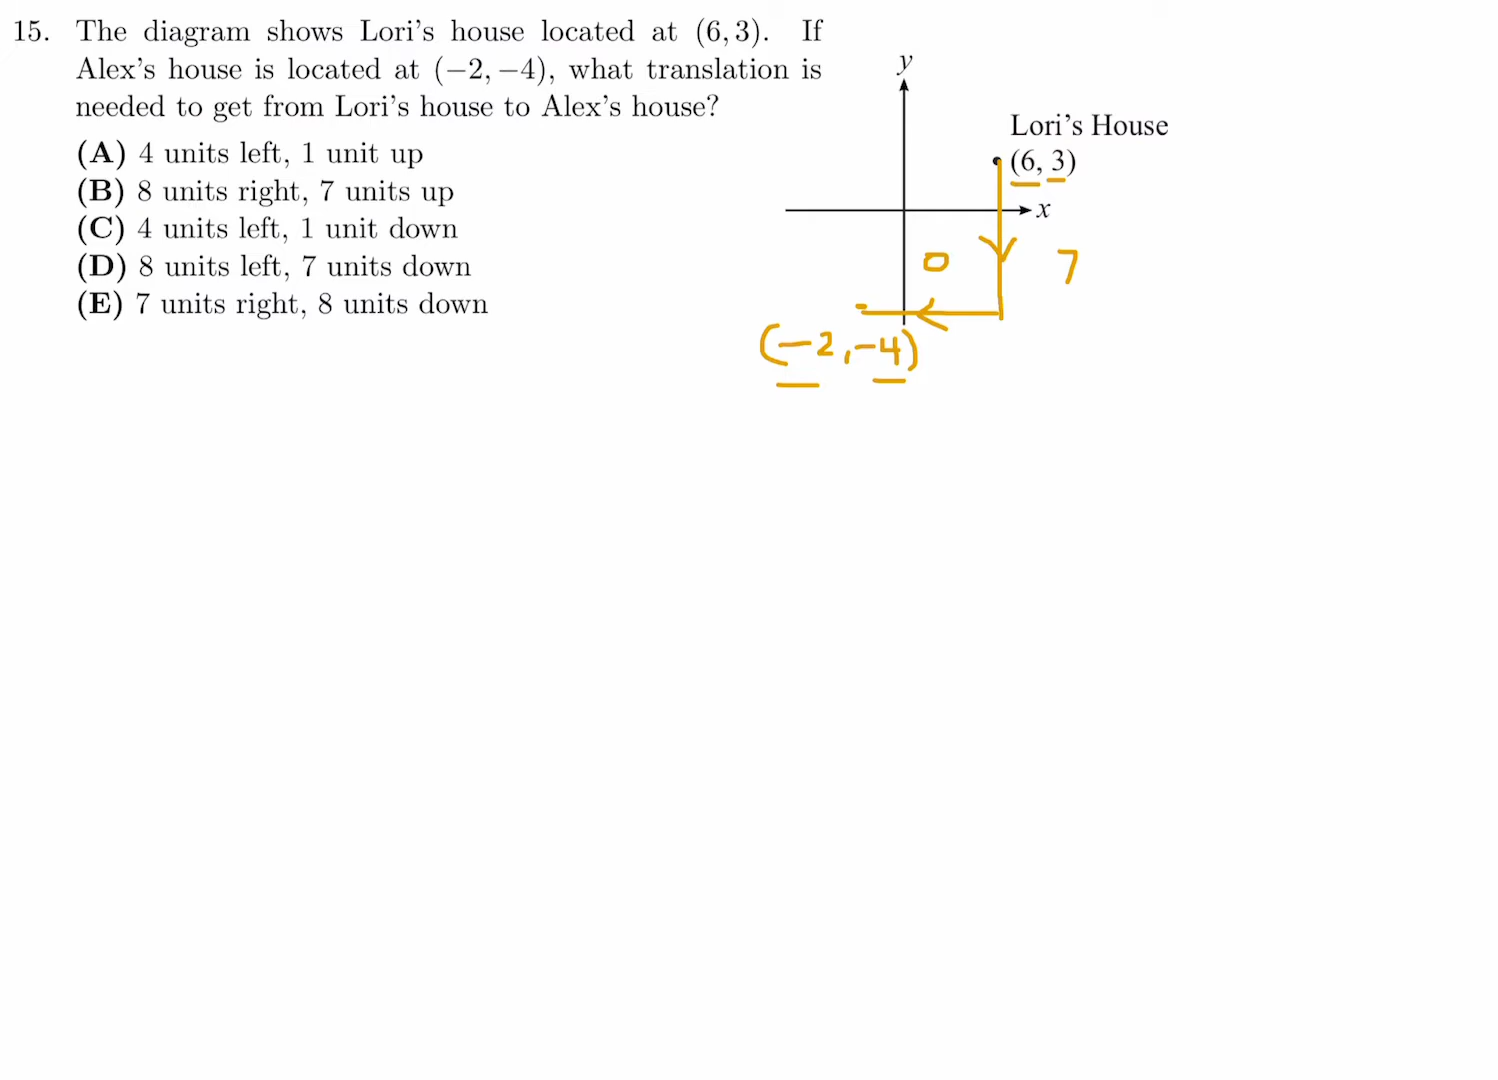 15. The diagram shows Lori's house located at (6, 3). If
Alex's house is located at (−2, −4), what translation is
needed to get from Lori's house to Alex's house?
(A) 4 units left, 1 unit up
(B) 8 units right, 7 units up
(C) 4 units left, 1 unit down
(D) 8 units left, 7 units down
(E) 7 units right, 8 units down
y
Lori's House
(6, 3)
x
0
7
(-2,-4)